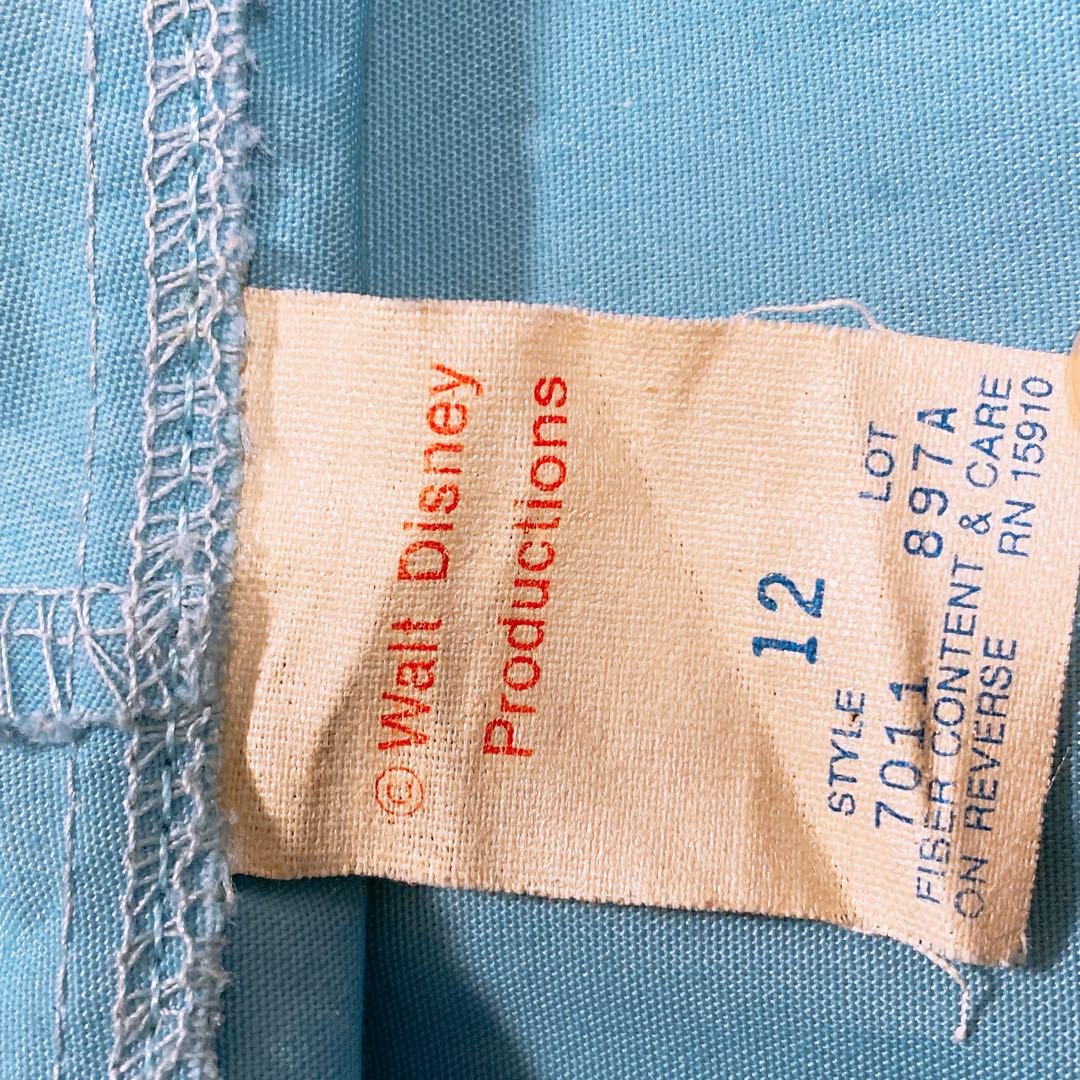 © Walt Disney
Productions
12
STYLE LOT
7011 897A
FIBER CONTENT & CARE
ON REVERSE RN 15910